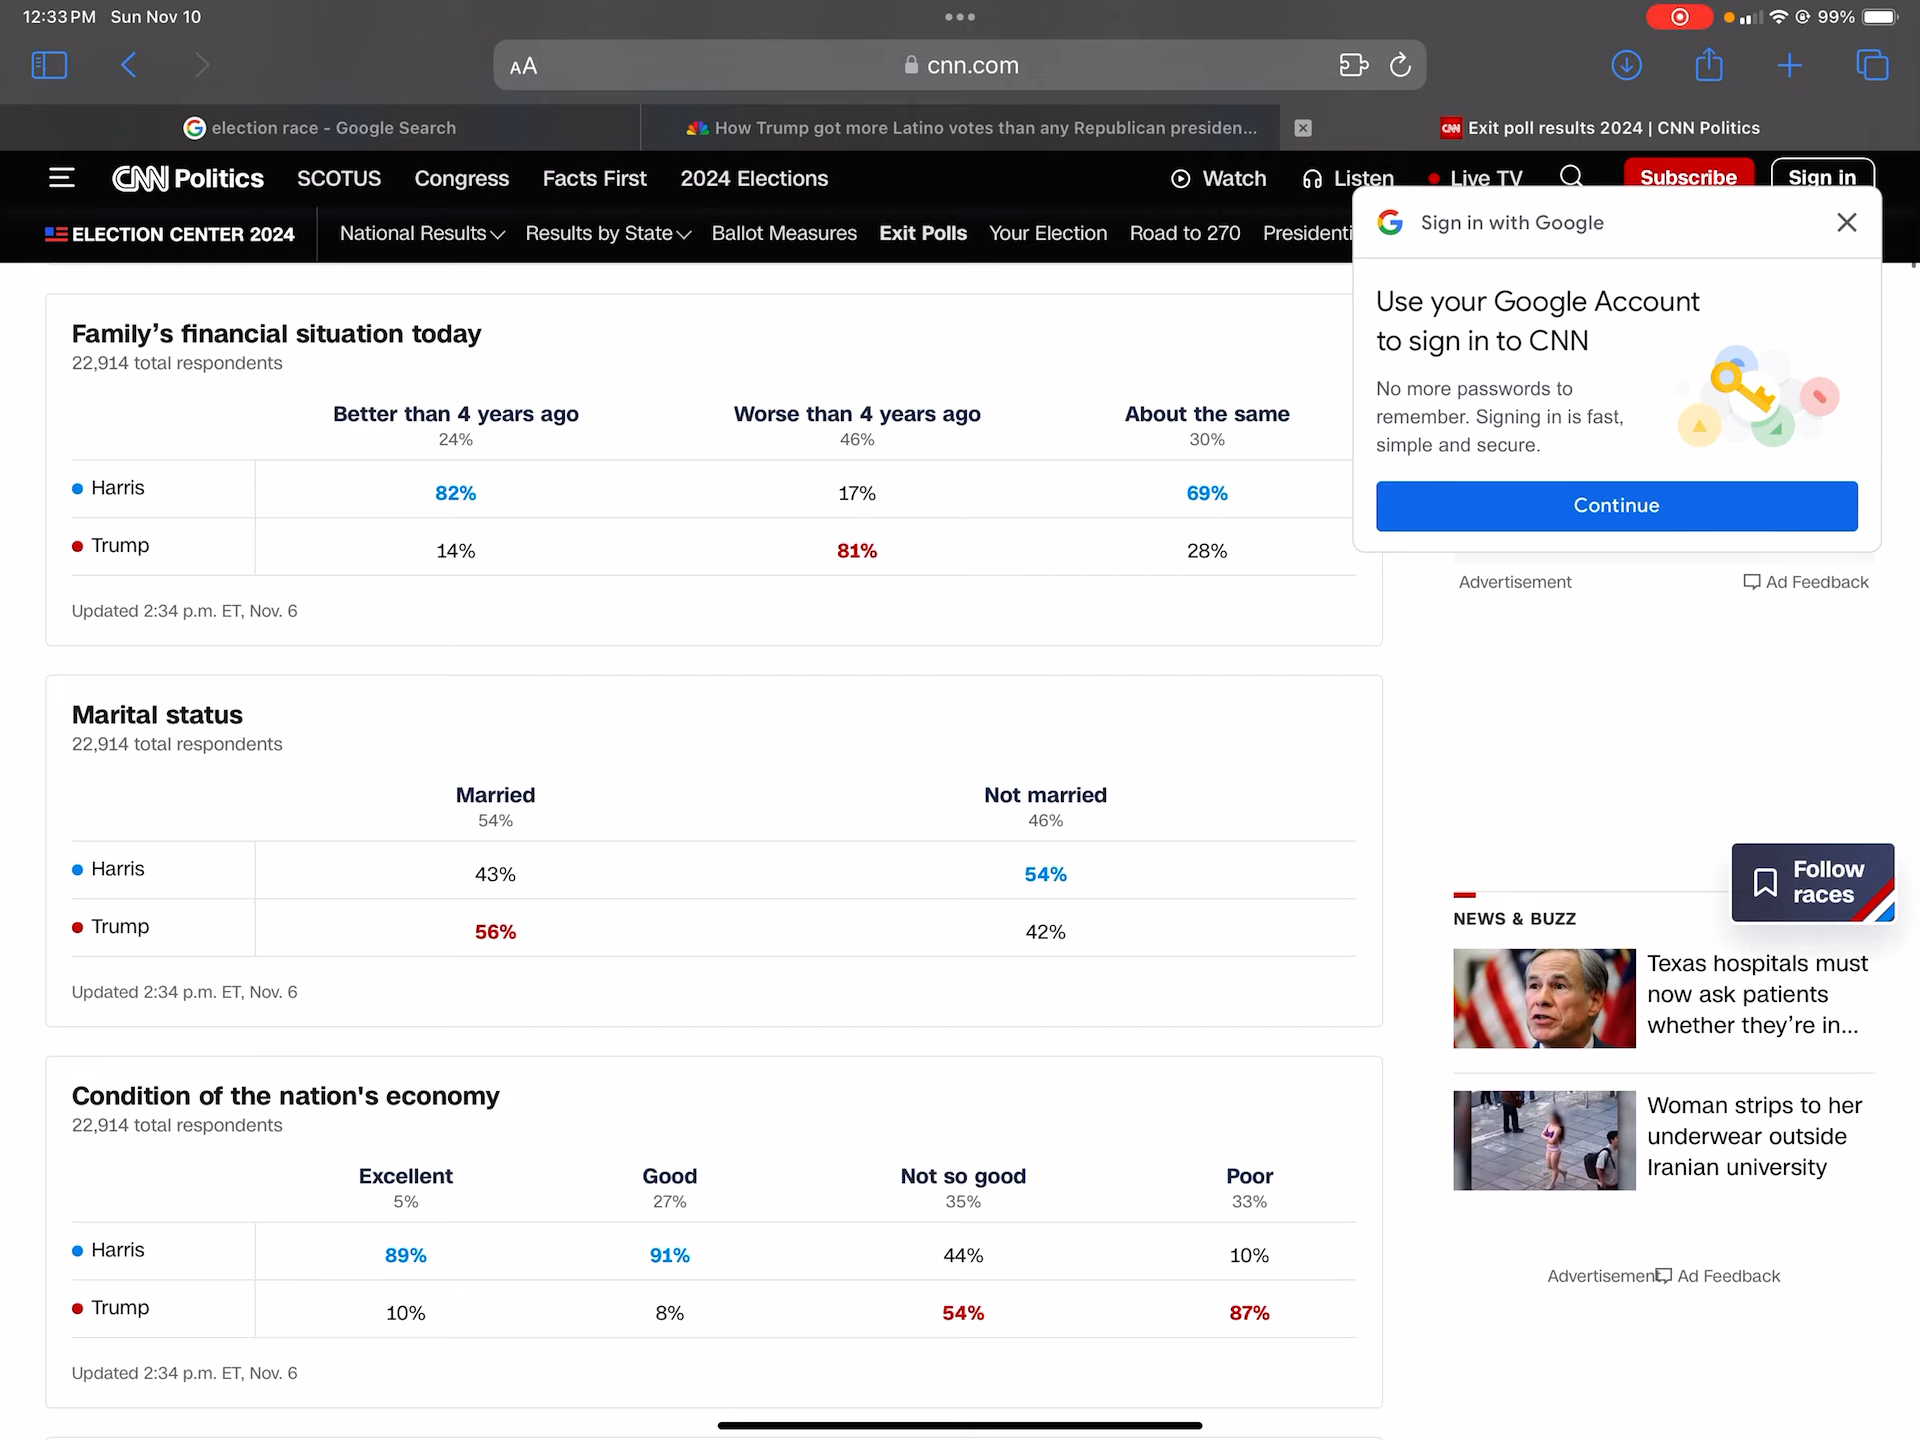 12:33 PM Sun Nov 10
99%
AA
cnn.com
election race - Google Search
How Trump got more Latino votes than any Republican presiden...
CNN Exit poll results 2024 | CNN Politics
CNN Politics SCOTUS Congress Facts First 2024 Elections Watch Listen Live TV Subscribe Sign in
ELECTION CENTER 2024 National Results Results by State Ballot Measures Exit Polls Your Election Road to 270 Presidenti
Sign in with Google
Use your Google Account
to sign in to CNN
No more passwords to
remember. Signing in is fast,
simple and secure.
Continue
Advertisement Ad Feedback
Family's financial situation today
22,914 total respondents
Better than 4 years ago Worse than 4 years ago About the same
24% 46% 30%
Harris 82% 17% 69%
Trump 14% 81% 28%
Updated 2:34 p.m. ET, Nov. 6
Marital status
22,914 total respondents
Married Not married
54% 46%
Harris 43% 54%
Trump 56% 42%
Updated 2:34 p.m. ET, Nov. 6
Condition of the nation's economy
22,914 total respondents
Excellent Good Not so good Poor
5% 27% 35% 33%
Harris 89% 91% 44% 10%
Trump 10% 8% 54% 87%
Updated 2:34 p.m. ET, Nov. 6
Follow
races
NEWS & BUZZ
Texas hospitals must
now ask patients
whether they're in...
Woman strips to her
underwear outside
Iranian university
Advertisement Ad Feedback